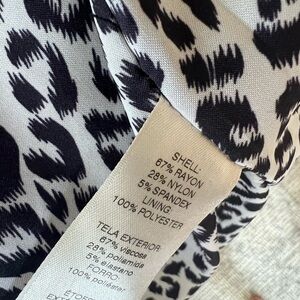 SHELL:
67% RAYON
28% NYLON
5% SPANDEX
LINING:
100% POLYESTER
TELA EXTERIOR:
67% viscosa
28% poliamida
5% elastano
FORRO:
100% poliéster